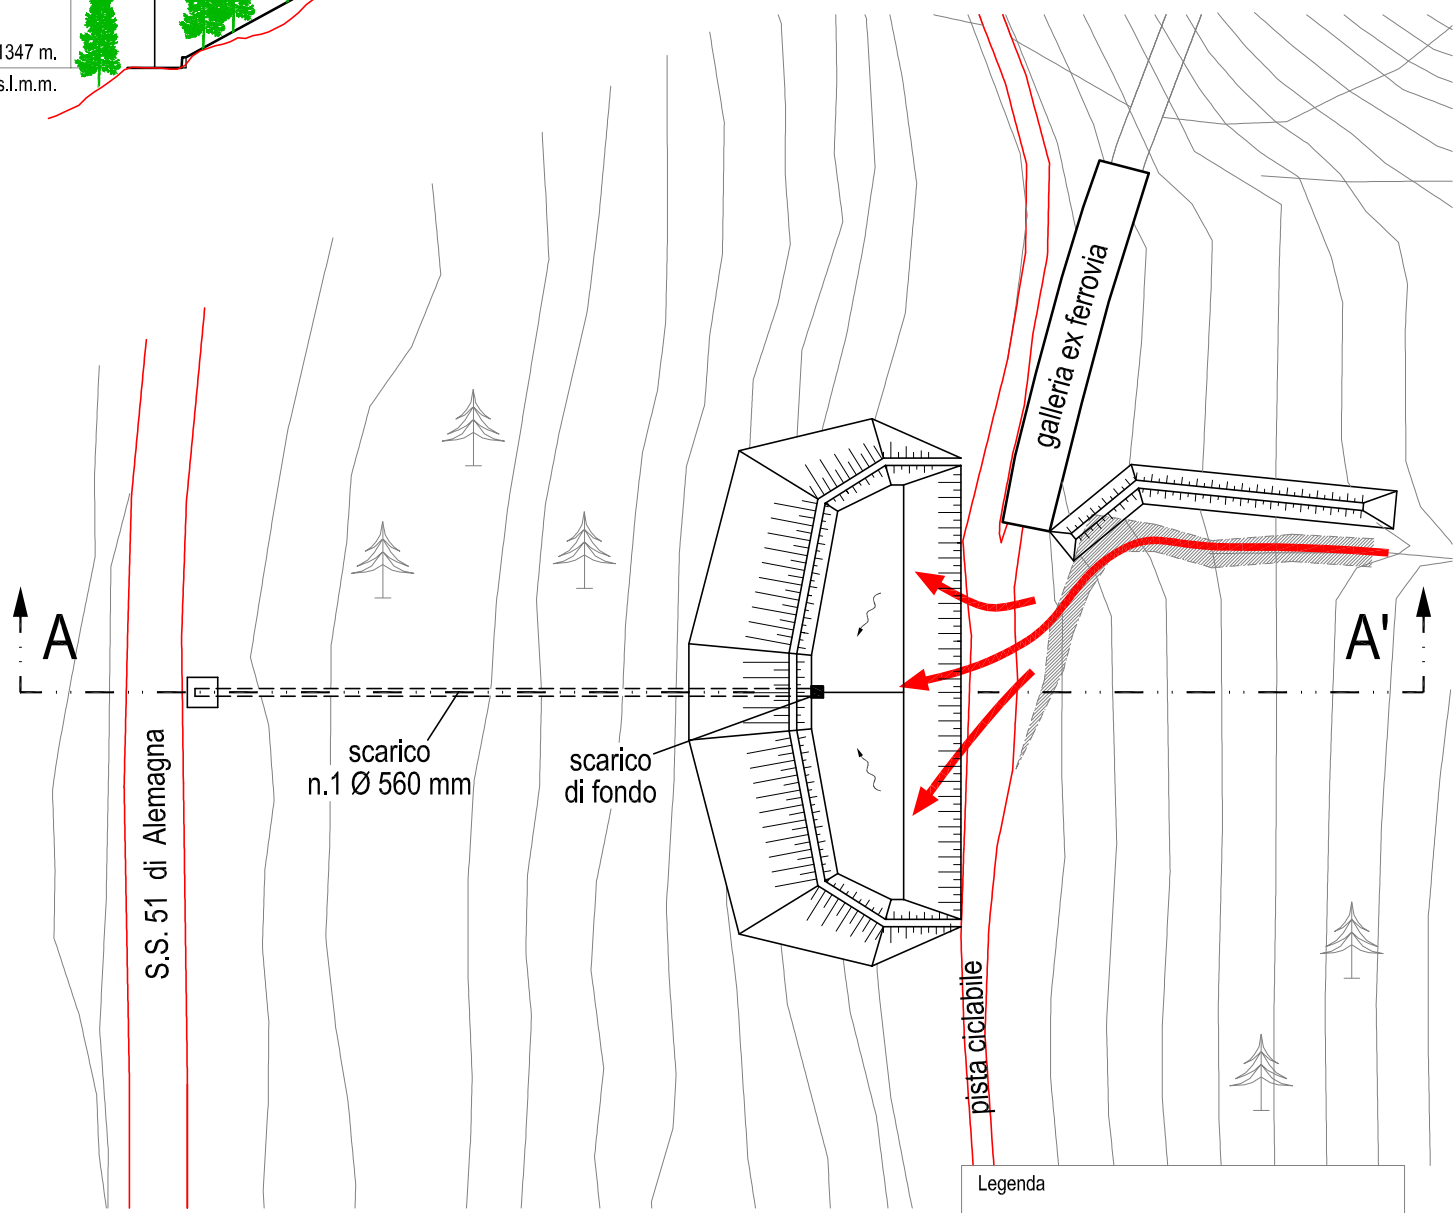 1347 m.
s.l.m.m.
galleria ex ferrovia
A
A'
scarico
n.1 Ø 560 mm
scarico
di fondo
s.s. 51 di Alemagna
pista ciclabile
Legenda